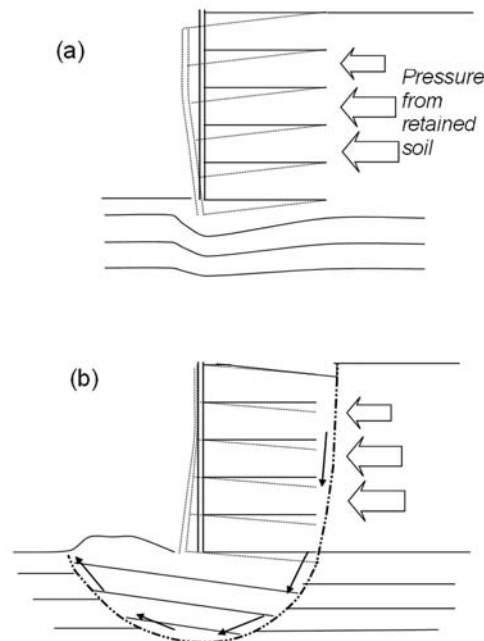 (a)
Pressure
from
retained
soil
(b)